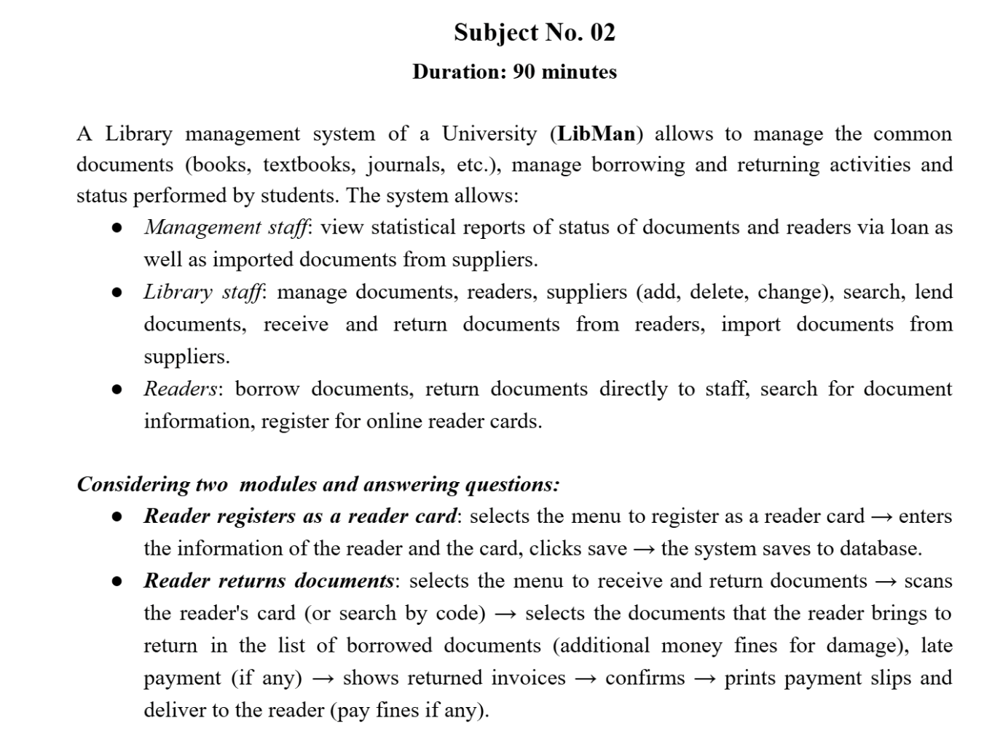 Subject No. 02
Duration: 90 minutes
A Library management system of a University (LibMan) allows to manage the common
documents (books, textbooks, journals, etc.), manage borrowing and returning activities and
status performed by students. The system allows:
● Management staff: view statistical reports of status of documents and readers via loan as
well as imported documents from suppliers.
● Library staff: manage documents, readers, suppliers (add, delete, change), search, lend
documents, receive and return documents from readers, import documents from
suppliers.
● Readers: borrow documents, return documents directly to staff, search for document
information, register for online reader cards.
Considering two modules and answering questions:
● Reader registers as a reader card: selects the menu to register as a reader card → enters
the information of the reader and the card, clicks save → the system saves to database.
● Reader returns documents: selects the menu to receive and return documents → scans
the reader's card (or search by code) → selects the documents that the reader brings to
return in the list of borrowed documents (additional money fines for damage), late
payment (if any) → shows returned invoices → confirms → prints payment slips and
deliver to the reader (pay fines if any).